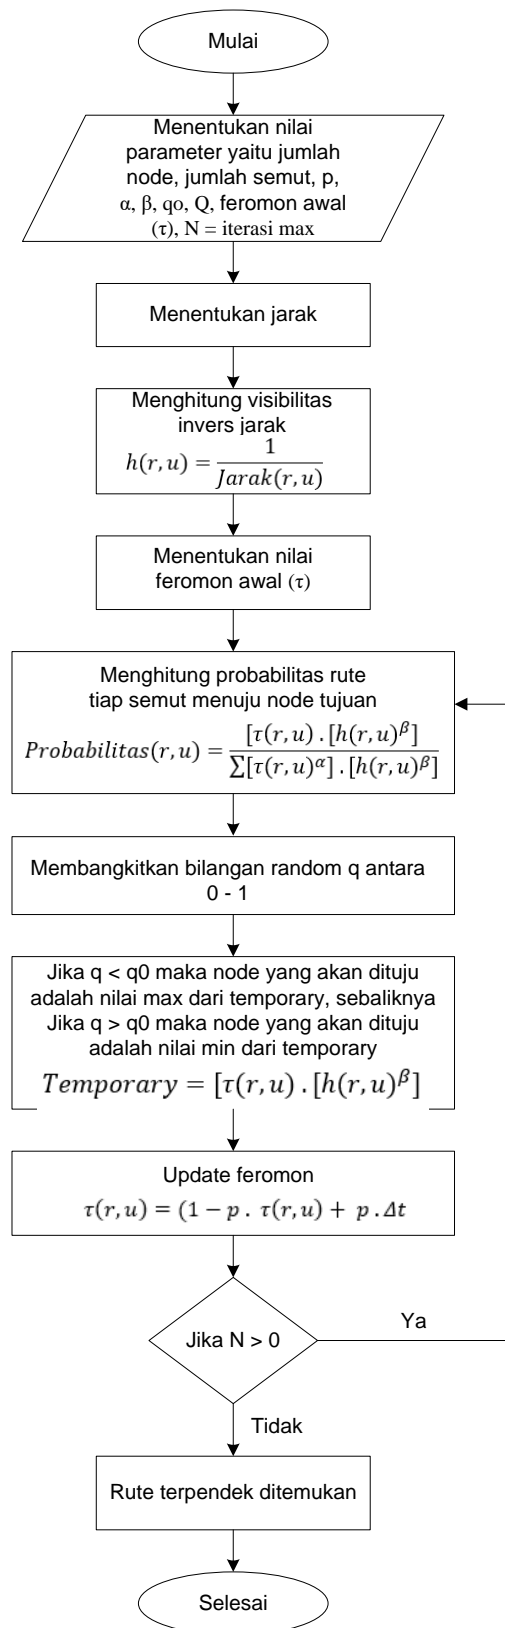 Mulai
Menentukan nilai
parameter yaitu jumlah
node, jumlah semut, p,
α, β, qo, Q, feromon awal
(τ), N = iterasi max
Menentukan jarak
Menghitung visibilitas
invers jarak
h(r,u) = 1 / Jarak(r,u)
Menentukan nilai
feromon awal (τ)
Menghitung probabilitas rute
tiap semut menuju node tujuan
Probabilitas(r,u) = [τ(r,u) . [h(r,u)^β] / ∑[τ(r,u)^α] . [h(r,u)^β]
Membangkitkan bilangan random q antara
0 - 1
Jika q < q0 maka node yang akan dituju
adalah nilai max dari temporary, sebaliknya
Jika q > q0 maka node yang akan dituju
adalah nilai min dari temporary
Temporary = [τ(r,u) . [h(r,u)^β]
Update feromon
τ(r,u) = (1 − p . τ(r,u) + p . Δt
Jika N > 0
Ya
Tidak
Rute terpendek ditemukan
Selesai